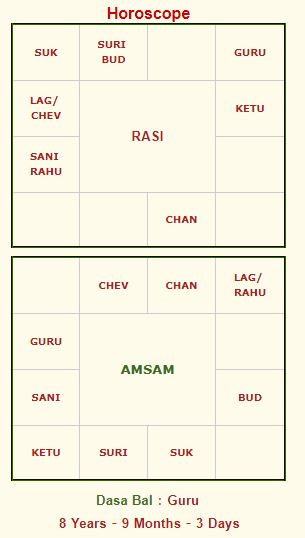 Horoscope
SUK
SURI
BUD
GURU
LAG/
CHEV
KETU
RASI
SANI
RAHU
CHAN
CHEV
CHAN
LAG/
RAHU
GURU
AMSAM
SANI
BUD
KETU
SURI
SUK
Dasa Bal : Guru
8 Years - 9 Months - 3 Days